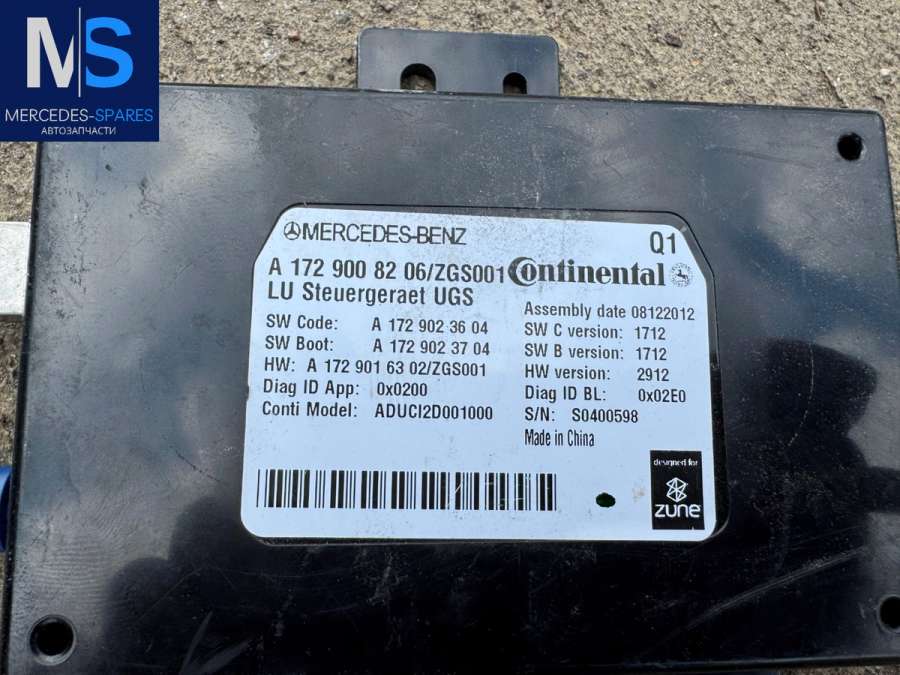 MS
MERCEDES-SPARES
АВТОЗАПЧАСТИ
MERCEDES-BENZ
Q1
A 172 900 82 06/ZGS001
Continental
LU Steuergeraet UGS
Assembly date 08122012
SW Code: A 172 902 36 04
SW C version: 1712
SW Boot: A 172 902 37 04
SW B version: 1712
HW: A 172 901 63 02/ZGS001
HW version: 2912
Diag ID App: 0x0200
Diag ID BL: 0x02E0
Conti Model: ADUCI2D001000
S/N: S0400598
Made in China
designed for
zune